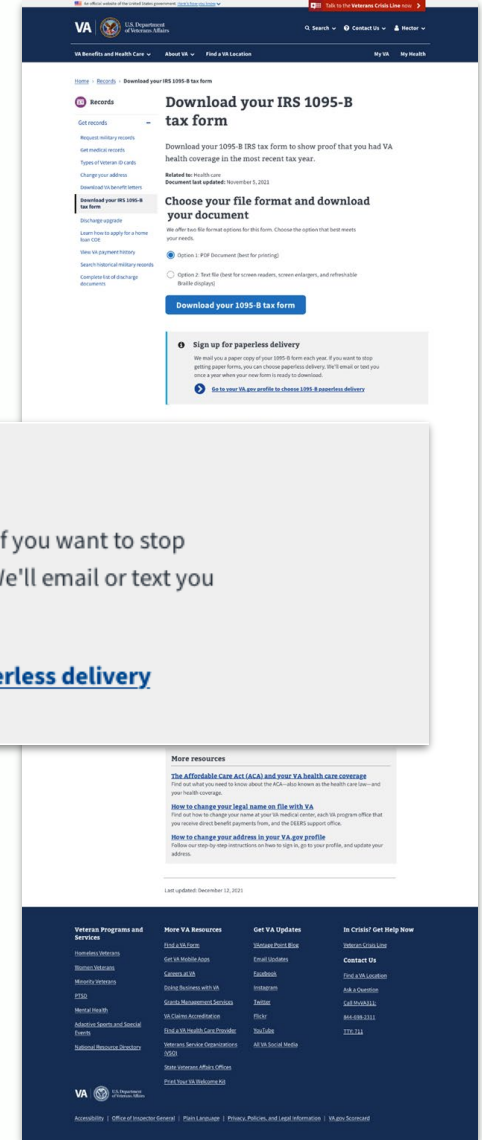 An official website of the United States government Here's how you know
Talk to the Veterans Crisis Line now
VA
U.S. Department
of Veterans Affairs
Search
Contact Us
Hector
VA Benefits and Health Care
About VA
Find a VA Location
My VA
My Health
Home › Records › Download your IRS 1095-B tax form
Records
Get records
Request military records
Get medical records
Types of Veteran ID cards
Change your address
Download VA benefit letters
Download your IRS 1095-B
tax form
Discharge upgrade
Learn how to apply for a home
loan COE
View VA payment history
Search historical military records
Complete list of discharge
documents
Download your IRS 1095-B
tax form
Download your 1095-B IRS tax form to show proof that you had VA
health coverage in the most recent tax year.
Related to: Health care
Document last updated: November 5, 2021
Choose your file format and download
your document
We offer two file format options for this form. Choose the option that best meets
your needs.
Option 1: PDF Document (best for printing)
Option 2: Text file (best for screen readers, screen enlargers, and refreshable
Braille displays)
Download your 1095-B tax form
Sign up for paperless delivery
We mail you a paper copy of your 1095-B form each year. If you want to stop
getting paper forms, you can choose paperless delivery. We'll email or text you
once a year when your new form is ready to download.
Go to your VA.gov profile to choose 1095-B paperless delivery
f you want to stop
We'll email or text you
erless delivery
More resources
The Affordable Care Act (ACA) and your VA health care coverage
Find out what you need to know about the ACA—also known as the health care law—and
your health coverage.
How to change your legal name on file with VA
Find out how to change your name at your VA medical center, each VA program office that
you receive direct benefit payments from, and the DEERS support office.
How to change your address in your VA.gov profile
Follow our step-by-step instructions on how to sign in, go to your profile, and update your
address.
Last updated: December 13, 2021
Veteran Programs and
Services
Homeless Veterans
Women Veterans
Minority Veterans
PTSD
Mental Health
Adaptive Sports and Special
Events
National Resource Directory
More VA Resources
Find a VA Form
Get VA Mobile Apps
Careers at VA
Doing Business with VA
Grants Management Services
VA Claims Accreditation
Find a VA Health Care Provider
Veterans Service Organizations
(VSO)
State Veterans Affairs Offices
Print Your VA Welcome Kit
Get VA Updates
VAntage Point Blog
Email Updates
Facebook
Instagram
Twitter
Flickr
YouTube
All VA Social Media
In Crisis? Get Help Now
Veteran Crisis Line
Contact Us
Find a VA Location
Ask a Question
Call MyVA311:
844-698-2311
TTY: 711
VA
U.S. Department
of Veterans Affairs
Accessibility | Office of Inspector General | Plain Language | Privacy, Policies, and Legal Information | VA.gov Scorecard